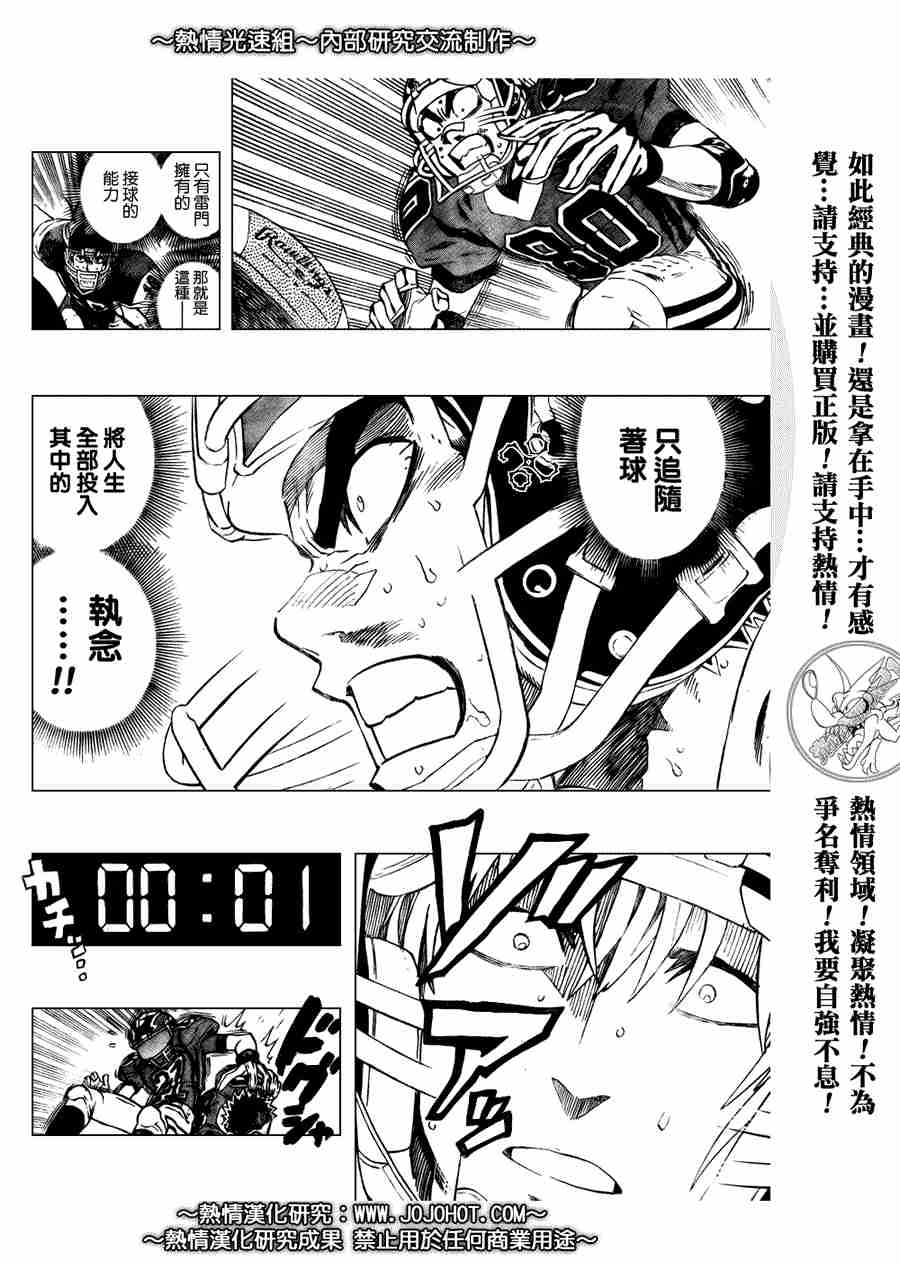 ～熱情光速組～內部研究交流制作～
80
Rawlings
那就是
這種—
只有雷門
擁有的
接球的
能力
只追隨
著球
將人生
全部投入
其中的
執念
……!!
ゾワッ
00:01
カチ…
ドグシャ
21
如此經典的漫畫！還是拿在手中…才有感
覺…請支持…並購買正版！請支持熱情！
熱情領域！凝聚熱情！不為
爭名奪利！我要自強不息！
～熱情漢化研究：WWW.JOJOHOT.COM～
～熱情漢化研究成果 禁止用於任何商業用途～